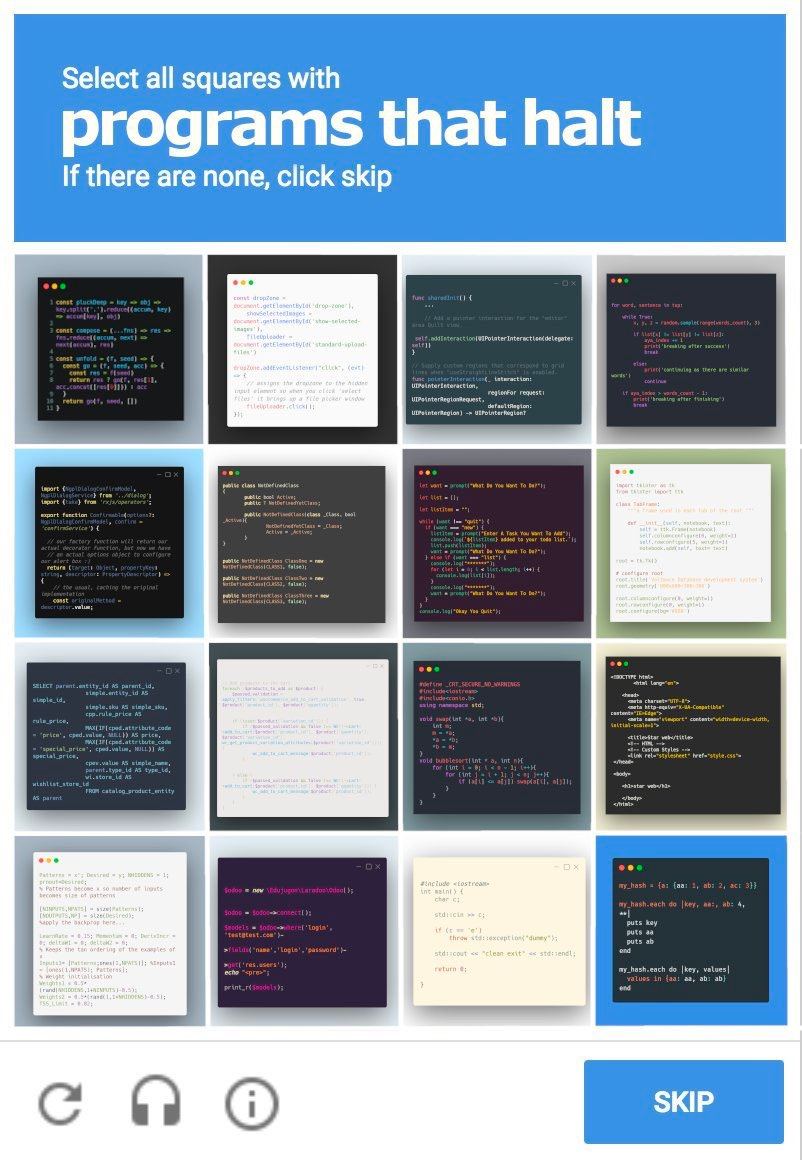 Select all squares with
programs that halt
If there are none, click skip
1 const pluckDeep = key => obj =>
key.split('.').reduce((accum, key)
=> accum[key], obj)
3 const compose = (...fns) => res =>
fns.reduce((accum, next) =>
next(accum), res)
5 const unfold = (f, seed) => {
6 const go = (f, seed, acc) => {
7 const res = f(seed)
8 return res ? go(f, res[1],
acc.concat([res[0]])) : acc
9 }
10 return go(f, seed, [])
11 }
const dropZone =
document.getElementById('drop-zone'),
showSelectedImages =
document.getElementById('show-selected-
images'),
fileUploader =
document.getElementById('standard-upload-
files')
dropZone.addEventListener("click", (evt)
=> {
// assigns the dropzone to the hidden
input element so when you click 'select
files' it brings up a file picker window
fileUploader.click();
});
func sharedInit() {
...
// Add a pointer interaction for the "editor"
area Quilt view.
self.addInteraction(UIPointerInteraction(delegate:
self))
}
// Supply custom regions that correspond to grid
lines when "useStraightLineStitch" is enabled.
func pointerInteraction(_ interaction:
UIPointerInteraction,
regionFor request:
UIPointerRegionRequest,
defaultRegion:
UIPointerRegion) -> UIPointerRegion?
for word, sentence in tup:
while True:
x, y, z = random.sample(range(words_count), 3)
if list[x] != list[y] != list[z]:
aya_index += 1
print('breaking after success')
break
else:
print('continuing as there are similar
words')
continue
if aya_index > words_count - 1:
print('breaking after finishing')
break
import {NgplDialogConfirmModel,
NgplDialogService} from '../dialog';
import {take} from 'rxjs/operators';
export function Confirmable(options?:
NgplDialogConfirmModel, confirm =
'confirmService') {
// our factory function will return our
actual decorator function, but now we have
// an actual options object to configure
our alert box :)
return (target: Object, propertyKey:
string, descriptor: PropertyDescriptor) =>
{
// the usual, caching the original
implementation
const originalMethod =
descriptor.value;
public class NotDefinedClass
{
public bool Active;
public ? NotDefinedYetClass;
public NotDefinedClass(class _Class, bool
_Active){
NotDefinedYetClass = _Class;
Active = _Active;
}
}
public NotDefinedClass ClassOne = new
NotDefinedClass(CLASS1, false);
public NotDefinedClass ClassTwo = new
NotDefinedClass(CLASS2, false);
public NotDefinedClass ClassThree = new
NotDefinedClass(CLASS3, false);
let want = prompt("What Do You Want To Do?");
let list = [];
let listItem = "";
while (want !== "quit") {
if (want === "new") {
listItem = prompt("Enter A Task You Want To Add");
console.log(`${listItem} added to your todo list.`);
list.push(listItem);
want = prompt("What Do You Want To Do?");
} else if (want === "list") {
console.log("*******");
for (let i = 0; i < list.length; i++) {
console.log(list[i]);
}
console.log("*******");
want = prompt("What Do You Want To Do?");
}
}
console.log("Okay You Quit");
import tkinter as tk
from tkinter import ttk
class TabFrame:
"""a frame used in each tab of the root """
def __init__(self, notebook, text):
self = ttk.Frame(notebook)
self.columnconfigure(0, weight=1)
self.rowconfigure(5, weight=1)
notebook.add(self, text= text)
root = tk.Tk()
# configure root
root.title('Airdance Database development system')
root.columnconfigure(0, weight=1)
root.rowconfigure(0, weight=1)
SELECT parent.entity_id AS parent_id,
simple.entity_id AS
simple_id,
simple.sku AS simple_sku,
cpp.rule_price AS
rule_price,
MAX(IF(cped.attribute_code
= 'price', cped.value, NULL)) AS price,
MAX(IF(cped.attribute_code
= 'special_price', cped.value, NULL)) AS
special_price,
cpev.value AS simple_name,
parent.type_id AS type_id,
wi.store_id AS
wishlist_store_id
FROM catalog_product_entity
AS parent
#define _CRT_SECURE_NO_WARNINGS
#include<iostream>
#include<conio.h>
using namespace std;
void swap(int *a, int *b){
int m;
m = *a;
*a = *b;
*b = m;
}
void bubblesort(int * a, int n){
for (int i = 0; i < n - 1; i++){
for (int j = i + 1; j < n; j++){
if (a[i] <= a[j]) swap(a[i], a[j]);
}
}
}
<!DOCTYPE html>
<html lang="en">
<head>
<meta charset="UTF-8">
<meta http-equiv="X-UA-Compatible"
content="IE=Edge">
<meta name="viewport" content="width=device-width,
initial-scale=1">
<title>Star web</title>
<!-- HTML -->
<!-- Custom Styles -->
<link rel="stylesheet" href="style.css">
</head>
<body>
<h1>star web</h1>
</body>
</html>
Patterns = x'; Desired = y; NHIDDENS = 1;
prnout=Desired;
% Patterns become x so number of inputs
becomes size of patterns
[NINPUTS,NPATS] = size(Patterns);
[NOUTPUTS,NP] = size(Desired);
%apply the backprop here...
LearnRate = 0.15; Momentum = 0; DerivIncr =
0; deltaW1 = 0; deltaW2 = 0;
% Keeps the tan ordering of the examples of
x
Inputs1= [Patterns;ones(1,NPATS)]; %Inputs1
= [ones(1,NPATS); Patterns];
% Weight initialisation
Weights1 = 0.5*
(rand(NHIDDENS,1+NINPUTS)-0.5);
Weights2 = 0.5*(rand(1,1+NHIDDENS)-0.5);
TSS_Limit = 0.02;
$odoo = new \Edujugon\Laradoo\Odoo();
$odoo = $odoo->connect();
$models = $odoo->where('login',
'test@test.com')-
>fields('name','login','password')-
>get('res.users');
echo "<pre>";
print_r($models);
#include <iostream>
int main() {
char c;
std::cin >> c;
if (c == 'e')
throw std::exception("dummy");
std::cout << "clean exit" << std::endl;
return 0;
}
my_hash = {a: {aa: 1, ab: 2, ac: 3}}
my_hash.each do |key, aa:, ab: 4,
**|
puts key
puts aa
puts ab
end
my_hash.each do |key, values|
values in {aa: aa, ab: ab}
end
SKIP